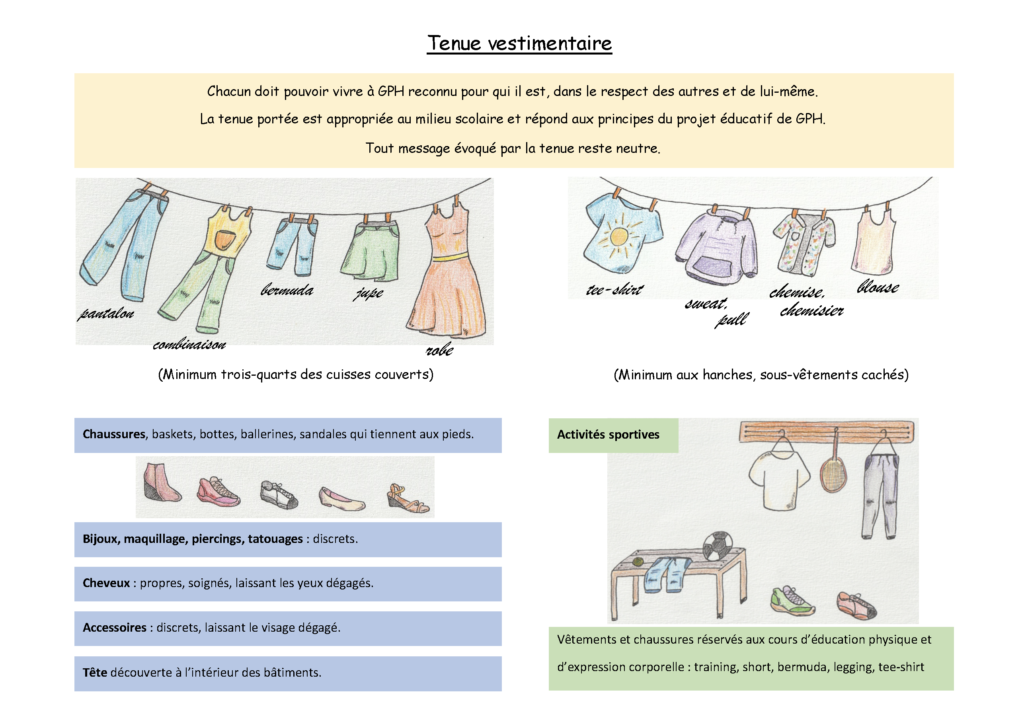 Tenue vestimentaire
Chacun doit pouvoir vivre à GPH reconnu pour qui il est, dans le respect des autres et de lui-même.
La tenue portée est appropriée au milieu scolaire et répond aux principes du projet éducatif de GPH.
Tout message évoqué par la tenue reste neutre.
pantalon
combinaison
bermuda
jupe
robe
(Minimum trois-quarts des cuisses couverts)
tee-shirt
sweat,
pull
chemise,
chemisier
blouse
(Minimum aux hanches, sous-vêtements cachés)
Chaussures, baskets, bottes, ballerines, sandales qui tiennent aux pieds.
Bijoux, maquillage, piercings, tatouages : discrets.
Cheveux : propres, soignés, laissant les yeux dégagés.
Accessoires : discrets, laissant le visage dégagé.
Tête découverte à l’intérieur des bâtiments.
Activités sportives
Vêtements et chaussures réservés aux cours d’éducation physique et
d’expression corporelle : training, short, bermuda, legging, tee-shirt